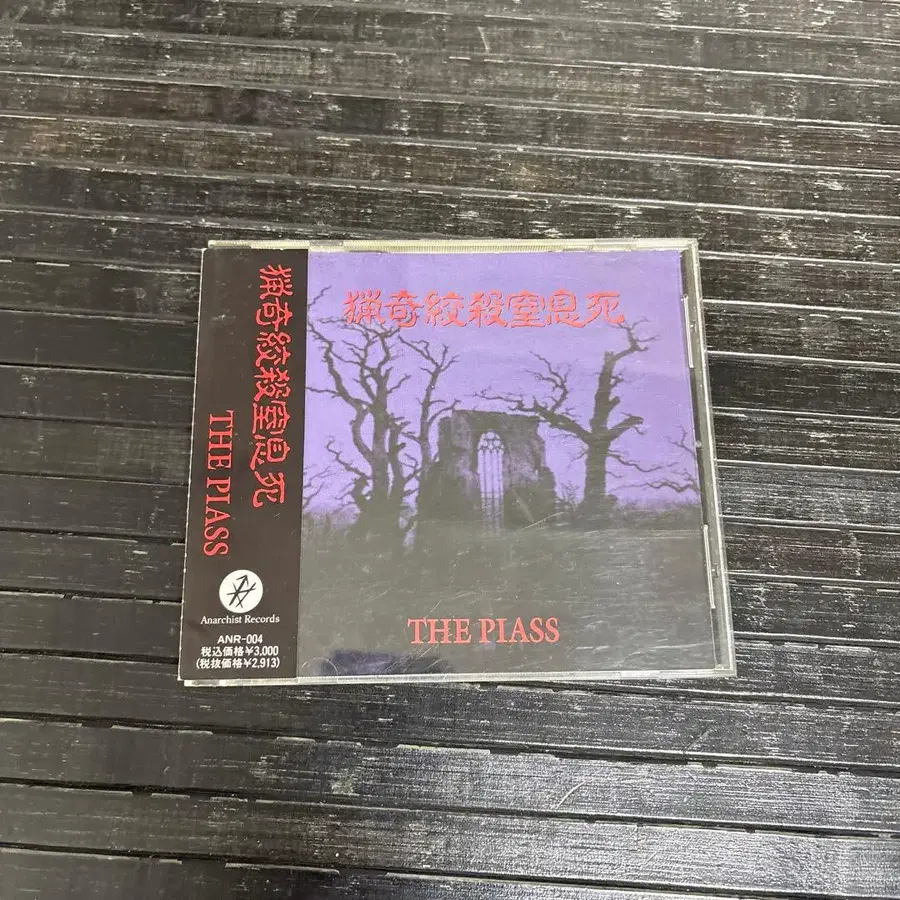 猟奇絞殺窒息死
THE PIASS
Anarchist Records
ANR-004
税込価格¥3,000
(税抜価格¥2,913)
猟奇絞殺窒息死
THE PIASS